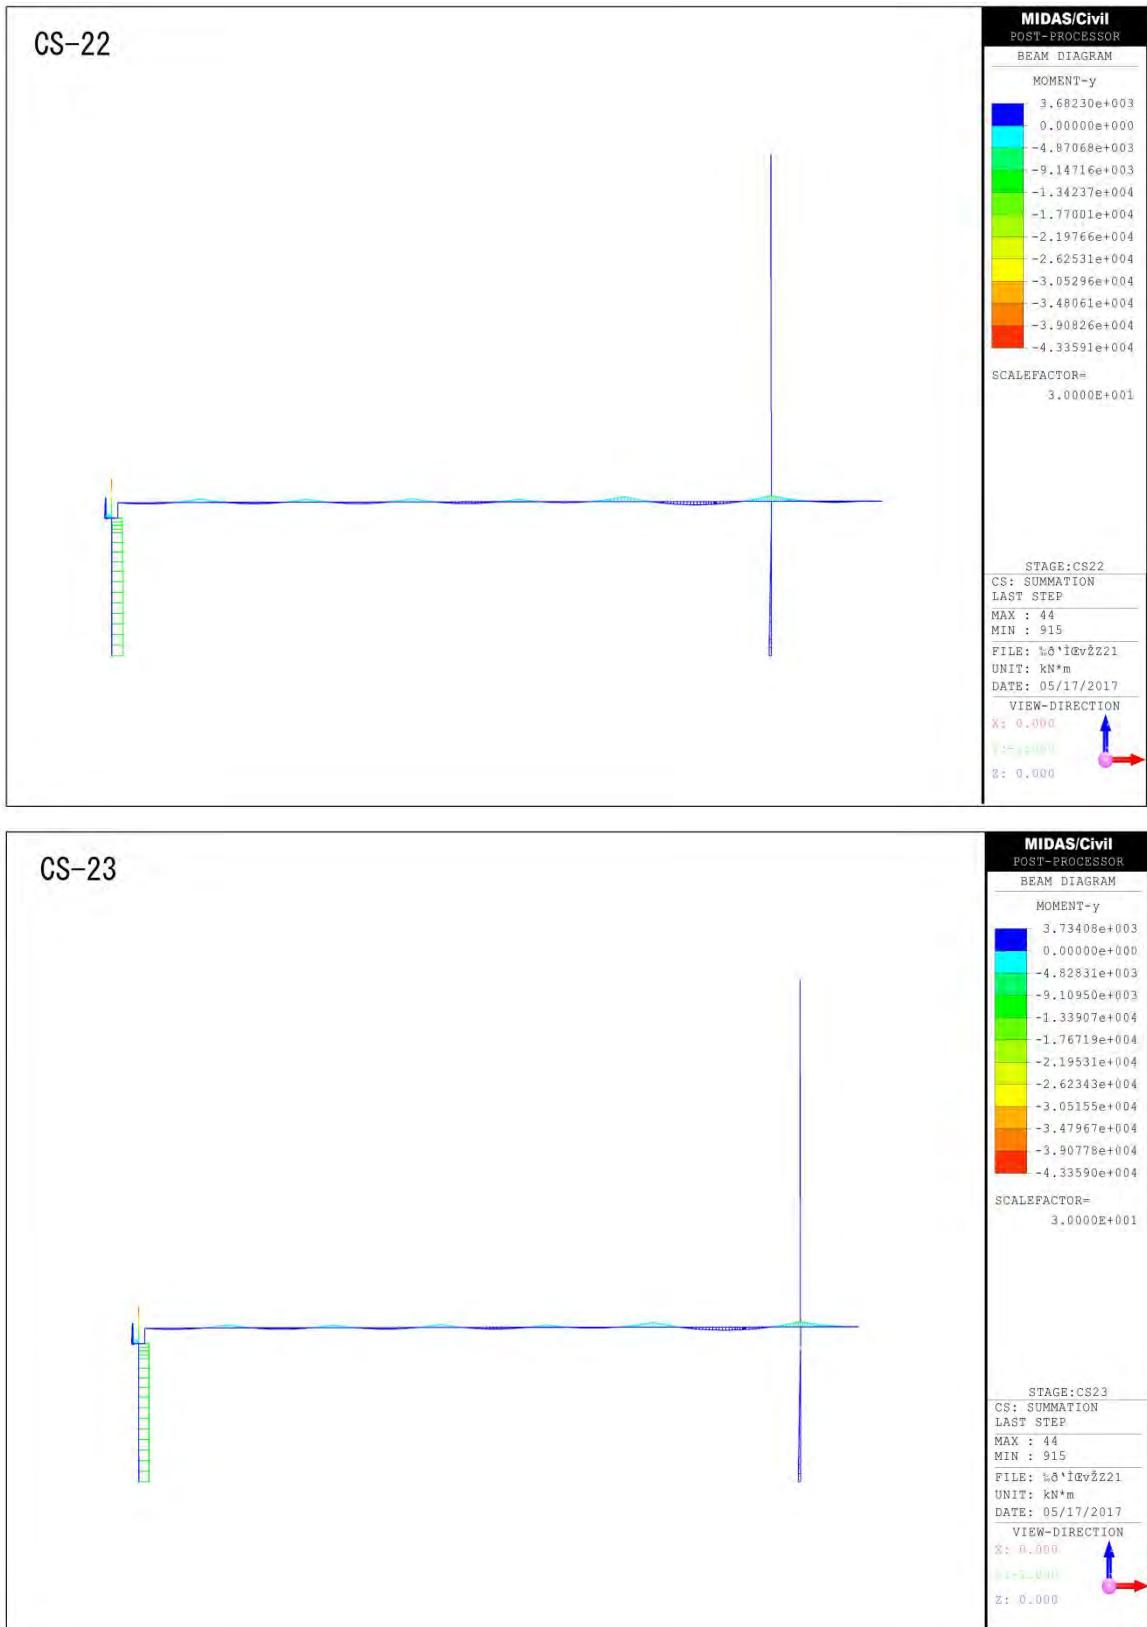 CS-22
MIDAS/Civil
POST-PROCESSOR
BEAM DIAGRAM
MOMENT-y
3.68230e+003
0.00000e+000
-4.87068e+003
-9.14716e+003
-1.34237e+004
-1.77001e+004
-2.19766e+004
-2.62531e+004
-3.05296e+004
-3.48061e+004
-3.90826e+004
-4.33591e+004
SCALEFACTOR=
3.0000E+001
STAGE:CS22
CS: SUMMATION
LAST STEP
MAX : 44
MIN : 915
FILE:
UNIT: kN*m
DATE: 05/17/2017
VIEW-DIRECTION
X: 0.000
Z: 0.000
CS-23
MIDAS/Civil
POST-PROCESSOR
BEAM DIAGRAM
MOMENT-y
3.73408e+003
0.00000e+000
-4.82831e+003
-9.10950e+003
-1.33907e+004
-1.76719e+004
-2.19531e+004
-2.62343e+004
-3.05155e+004
-3.47967e+004
-3.90778e+004
-4.33590e+004
SCALEFACTOR=
3.0000E+001
STAGE:CS23
CS: SUMMATION
LAST STEP
MAX : 44
MIN : 915
FILE:
UNIT: kN*m
DATE: 05/17/2017
VIEW-DIRECTION
X: 0.000
Z: 0.000